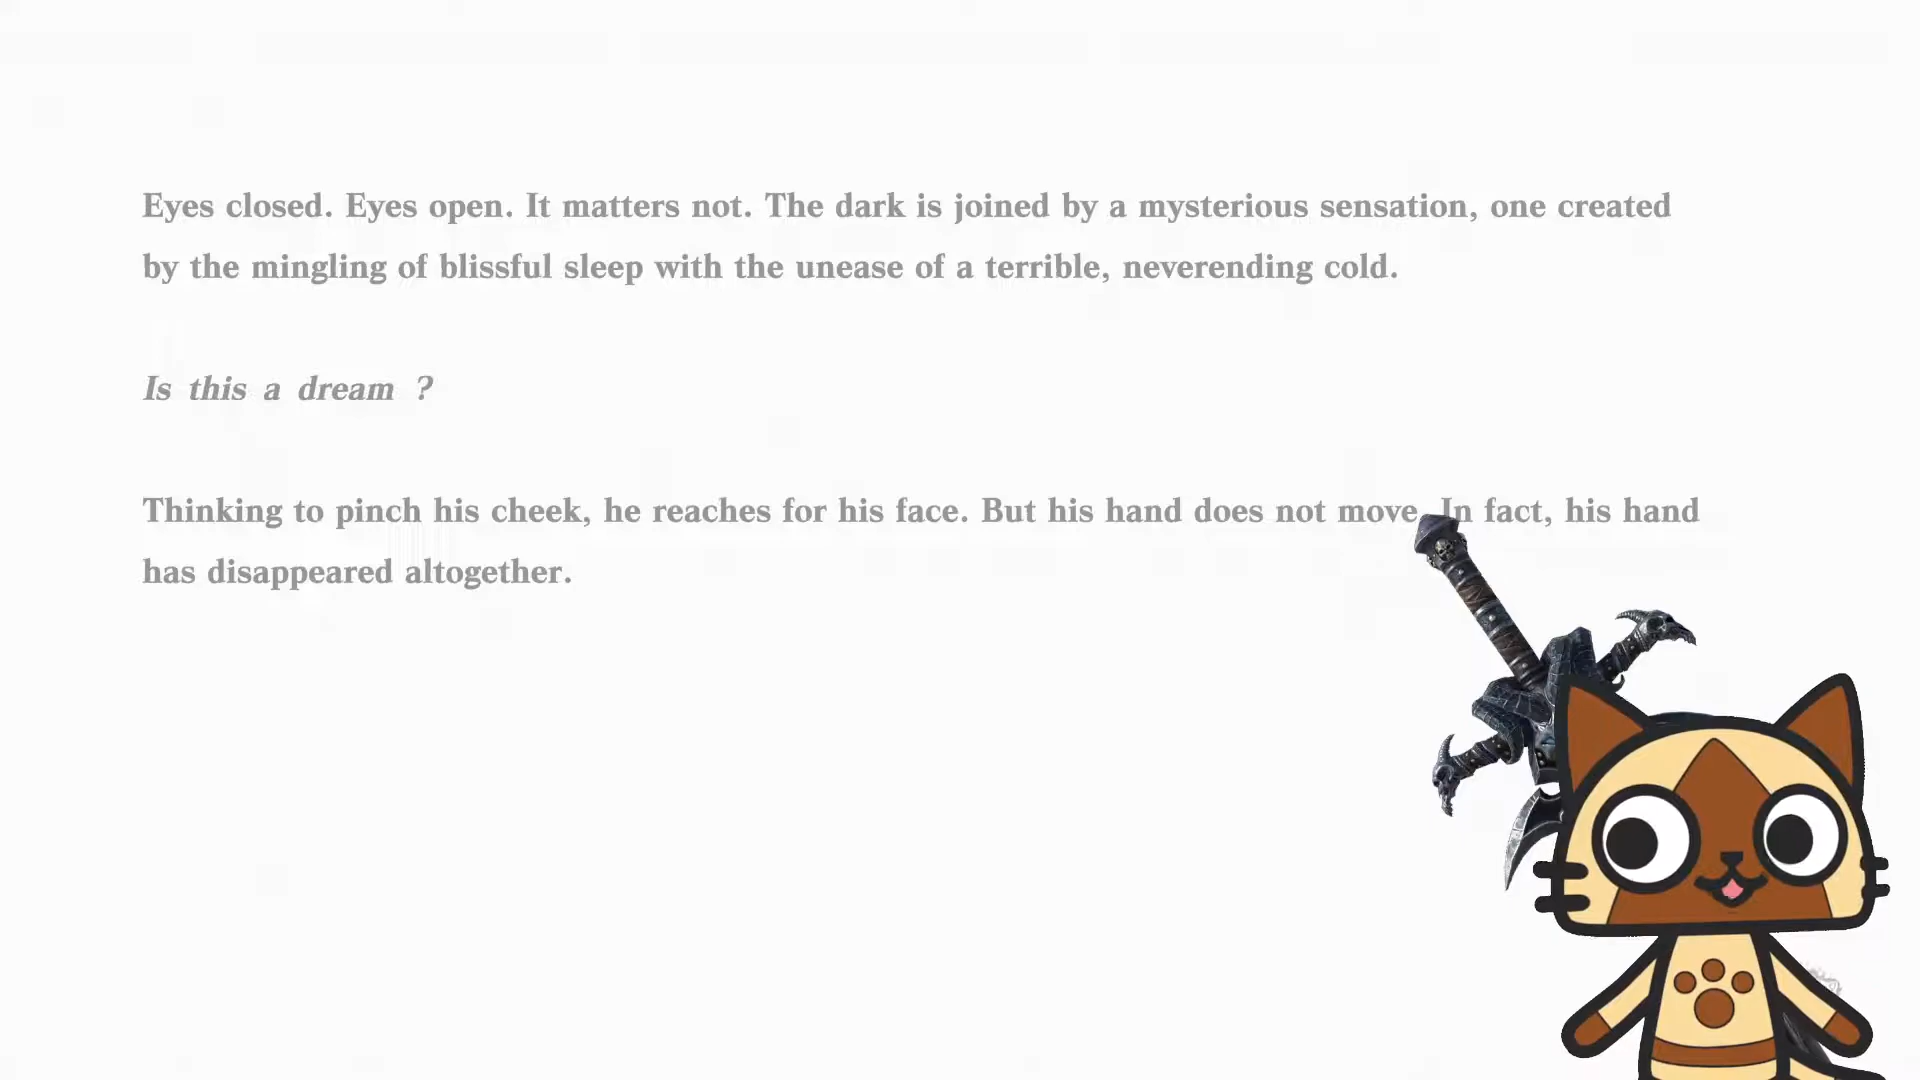 Eyes closed. Eyes open. It matters not. The dark is joined by a mysterious sensation, one created
by the mingling of blissful sleep with the unease of a terrible, neverending cold.
Is this a dream ?
Thinking to pinch his cheek, he reaches for his face. But his hand does not move. In fact, his hand
has disappeared altogether.